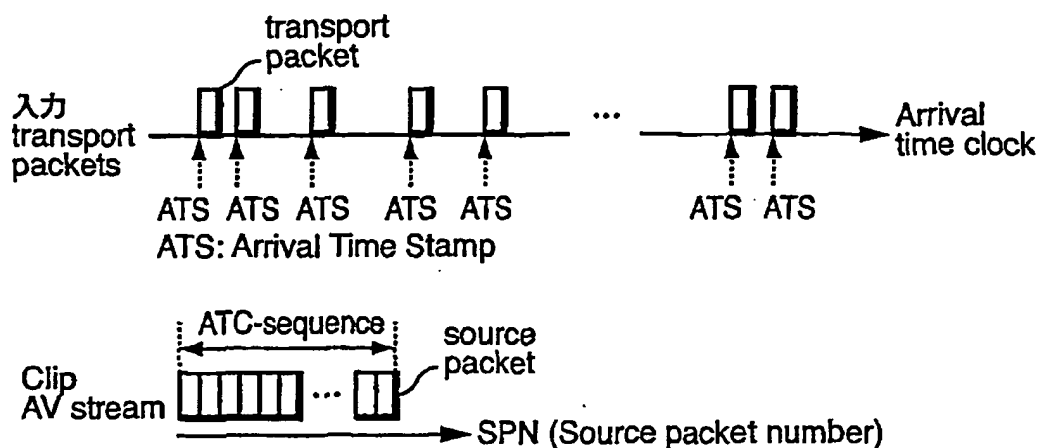 transport
packet
入力
transport
packets
...
Arrival
time clock
ATS ATS ATS ATS ATS ATS ATS
ATS: Arrival Time Stamp
ATC-sequence
source
packet
Clip
AV stream
...
SPN (Source packet number)